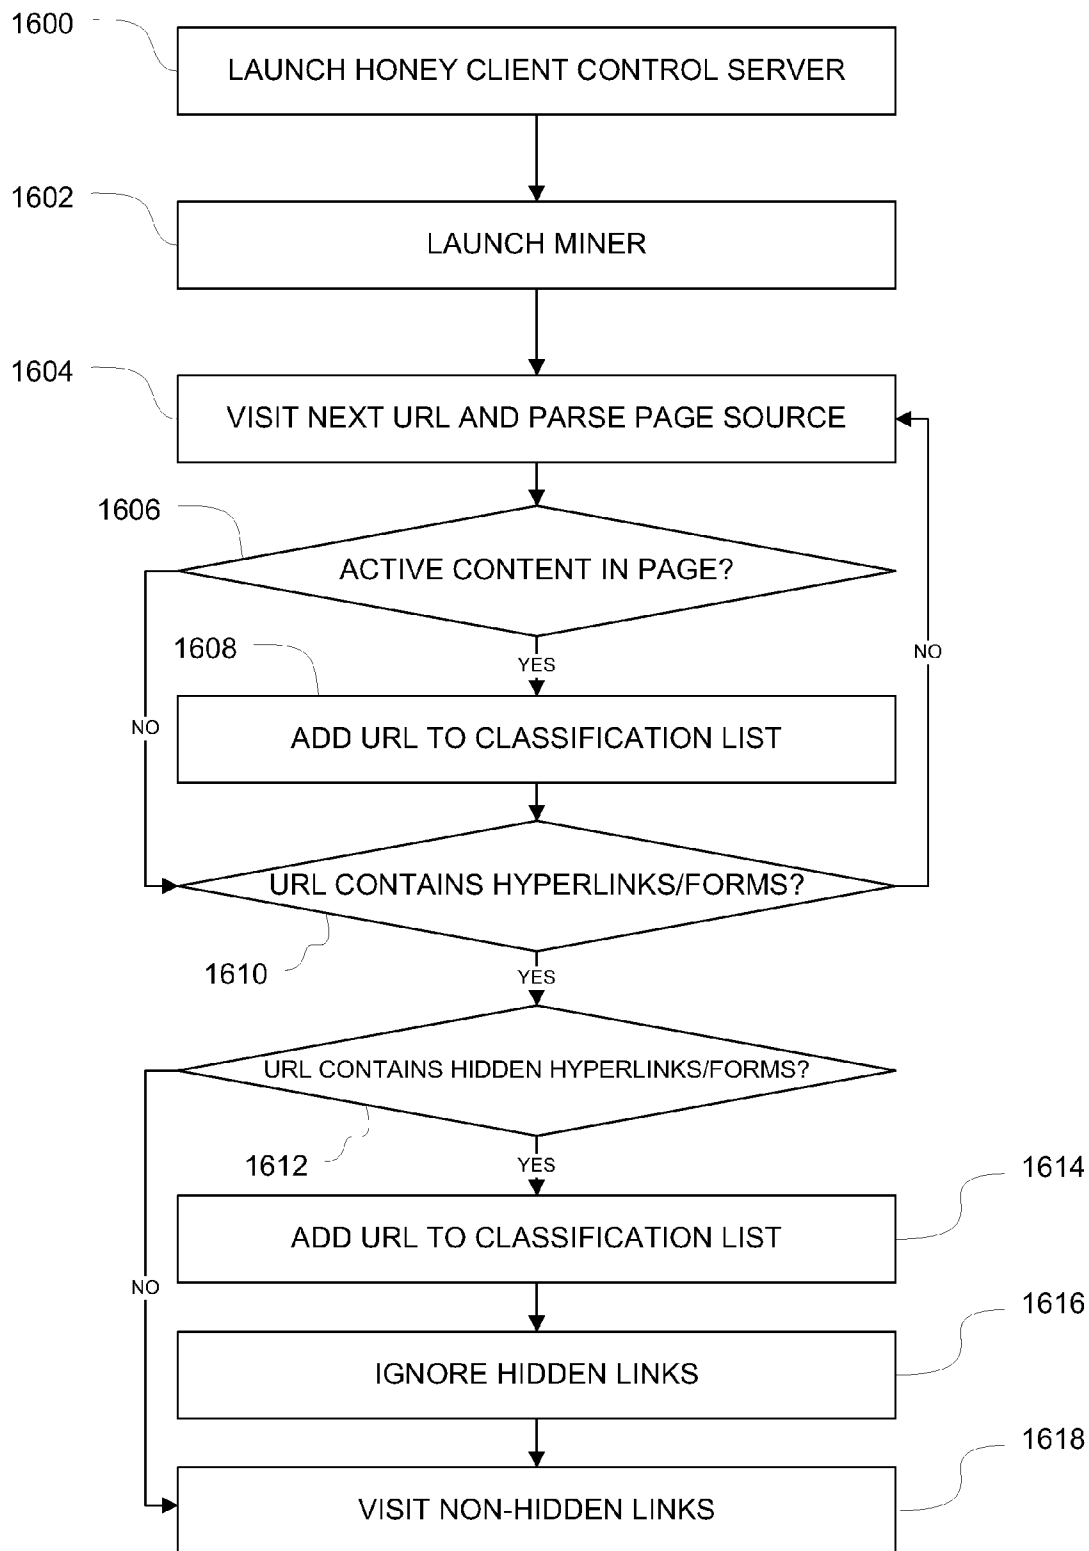 1600
LAUNCH HONEY CLIENT CONTROL SERVER
1602
LAUNCH MINER
1604
VISIT NEXT URL AND PARSE PAGE SOURCE
1606
ACTIVE CONTENT IN PAGE?
1608
YES
NO
NO
ADD URL TO CLASSIFICATION LIST
URL CONTAINS HYPERLINKS/FORMS?
1610
YES
URL CONTAINS HIDDEN HYPERLINKS/FORMS?
1612
YES
1614
ADD URL TO CLASSIFICATION LIST
NO
1616
IGNORE HIDDEN LINKS
1618
VISIT NON-HIDDEN LINKS